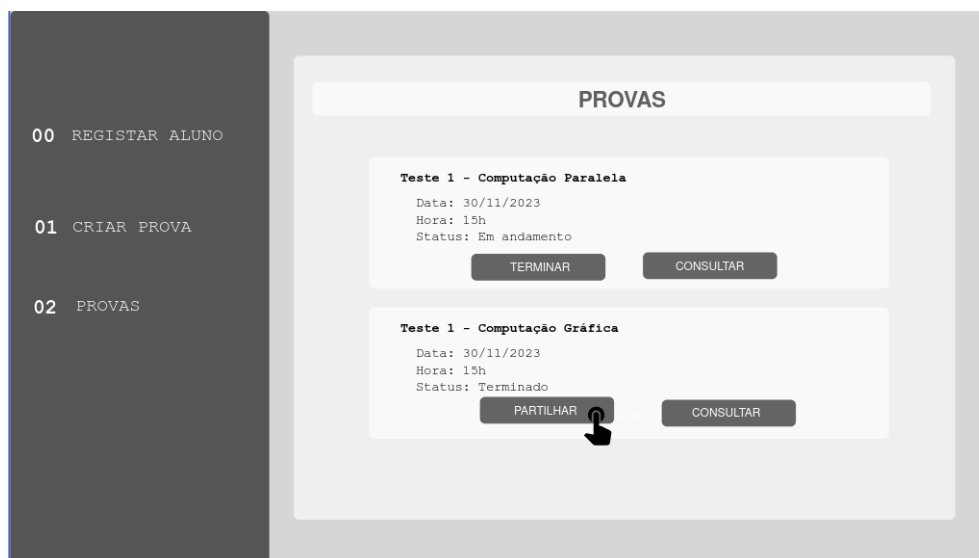 00 REGISTAR ALUNO
01 CRIAR PROVA
02 PROVAS
PROVAS
Teste 1 - Computação Paralela
Data: 30/11/2023
Hora: 15h
Status: Em andamento
TERMINAR CONSULTAR
Teste 1 - Computação Gráfica
Data: 30/11/2023
Hora: 15h
Status: Terminado
PARTILHAR CONSULTAR